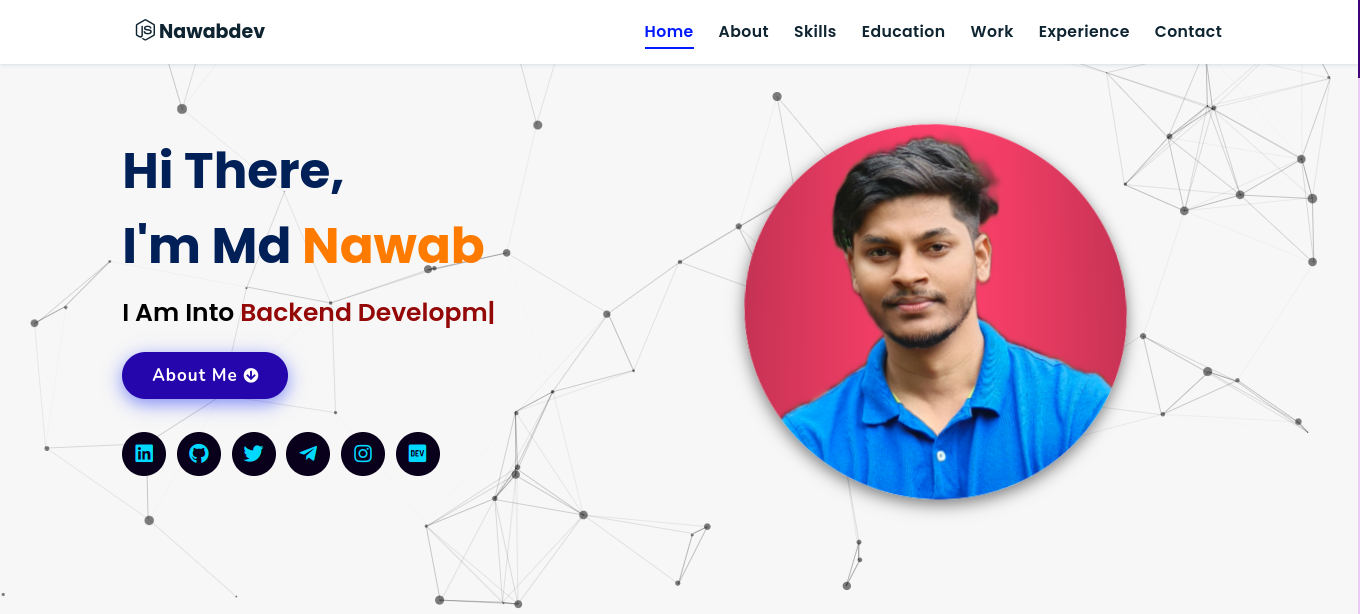 Nawabdev
Home About Skills Education Work Experience Contact
Hi There,
I'm Md Nawab
I Am Into Backend Developm|
About Me
DEV